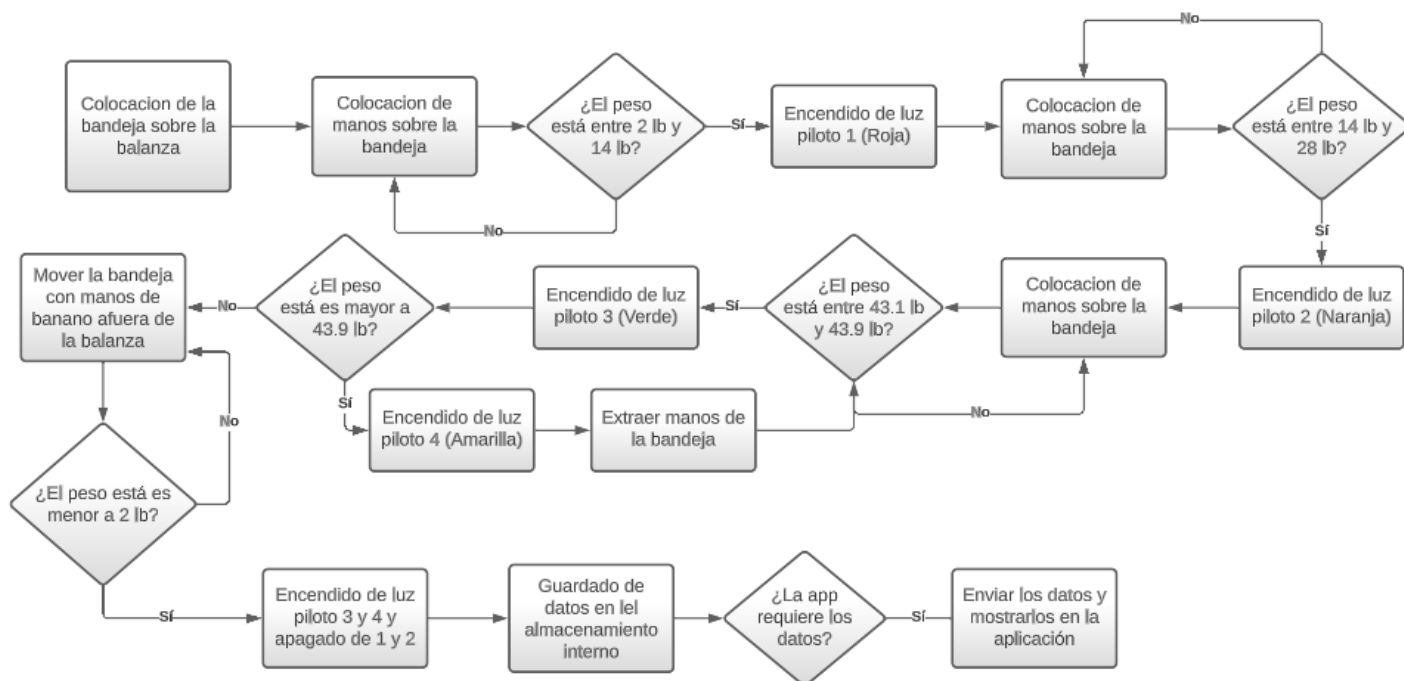 Colocacion de la
bandeja sobre la
balanza
Colocacion de
manos sobre la
bandeja
¿El peso
está entre 2 lb y
14 lb?
No
Sí
Encendido de luz
piloto 1 (Roja)
Colocacion de
manos sobre la
bandeja
No
¿El peso
está entre 14 lb y
28 lb?
Sí
Encendido de luz
piloto 2 (Naranja)
Colocacion de
manos sobre la
bandeja
¿El peso
está entre 43.1 lb
y 43.9 lb?
No
Sí
Encendido de luz
piloto 3 (Verde)
¿El peso
está es mayor a
43.9 lb?
Sí
Encendido de luz
piloto 4 (Amarilla)
Extraer manos de
la bandeja
No
Mover la bandeja
con manos de
banano afuera de
la balanza
¿El peso está es
menor a 2 lb?
No
Sí
Encendido de luz
piloto 3 y 4 y
apagado de 1 y 2
Guardado de
datos en lel
almacenamiento
interno
¿La app
requiere los
datos?
Sí
Enviar los datos y
mostrarlos en la
aplicación